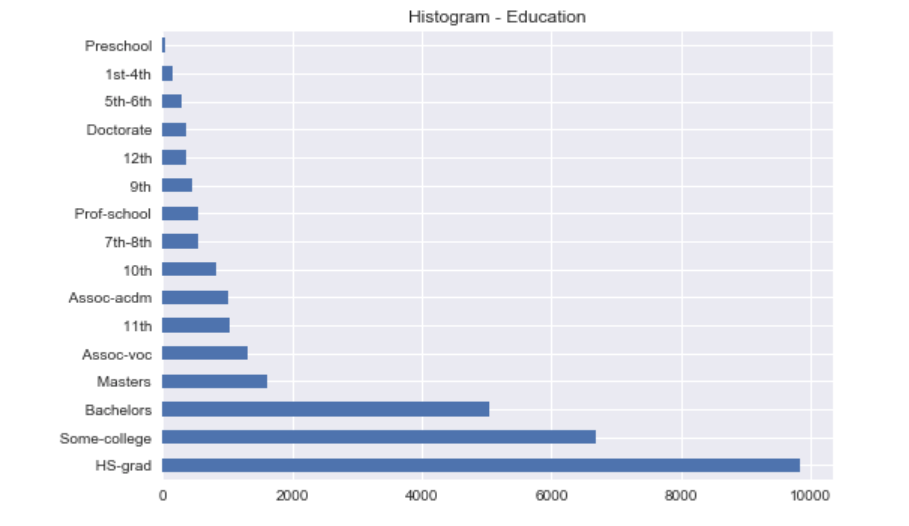 Histogram - Education
Preschool
1st-4th
5th-6th
Doctorate
12th
9th
Prof-school
7th-8th
10th
Assoc-acdm
11th
Assoc-voc
Masters
Bachelors
Some-college
HS-grad
0 2000 4000 6000 8000 10000